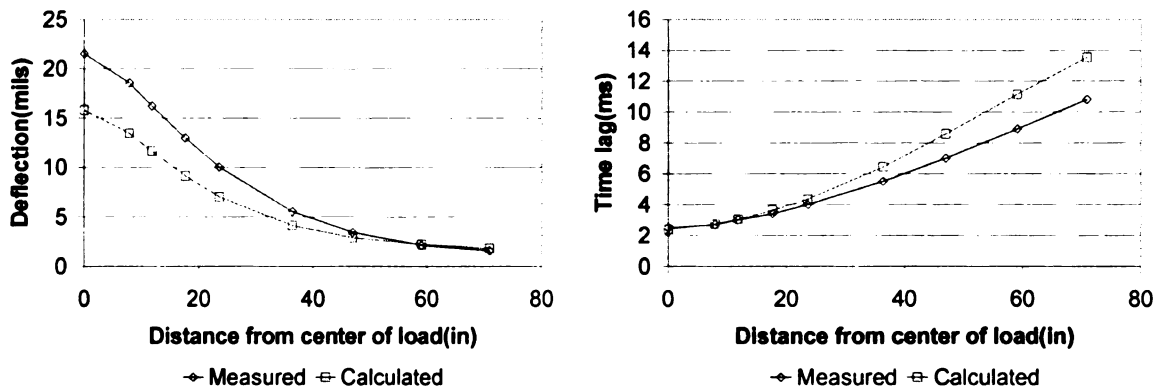 25
20
15
10
5
0
Deflection(mils)
0 20 40 60 80
Distance from center of load(in)
Measured Calculated
16
14
12
10
8
6
4
2
0
Time lag(ms)
0 20 40 60 80
Distance from center of load(in)
Measured Calculated